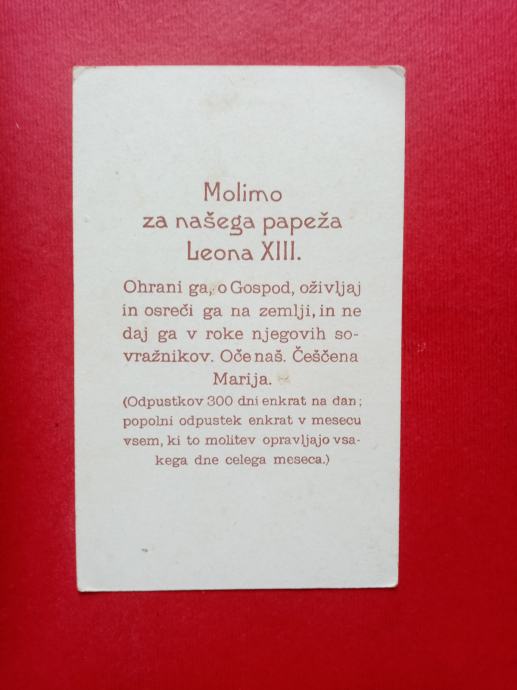 Molimo
za našega papeža
Leona XIII.
Ohrani ga, o Gospod, oživljaj
in osreči ga na zemlji, in ne
daj ga v roke njegovih so-
vražnikov. Oče naš. Češčena
Marija.
(Odpustkov 300 dni enkrat na dan;
popolni odpustek enkrat v mesecu
vsem, ki to molitev opravljajo vsa-
kega dne celega meseca.)